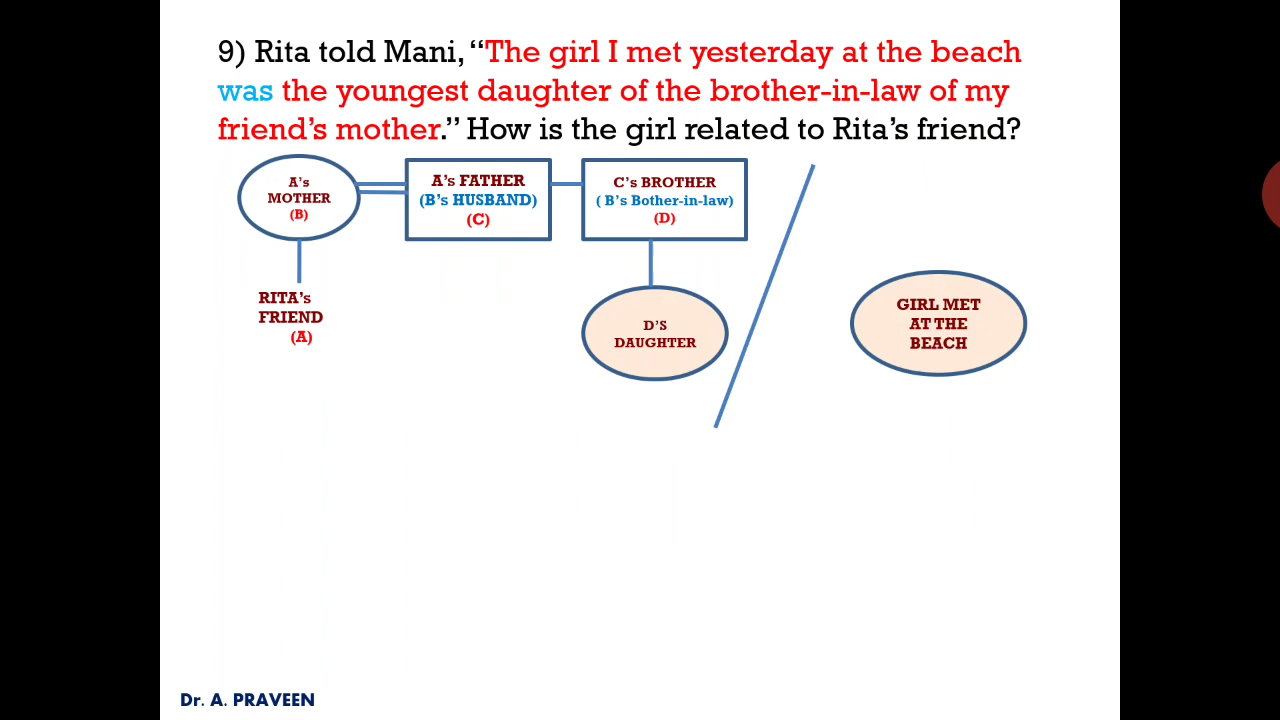 9) Rita told Mani, “The girl I met yesterday at the beach
was the youngest daughter of the brother-in-law of my
friend’s mother.” How is the girl related to Rita’s friend?
A’s
MOTHER
(B)
A’s FATHER
(B’s HUSBAND)
(C)
C’s BROTHER
( B’s Bother-in-law)
(D)
RITA’s
FRIEND
(A)
D’S
DAUGHTER
GIRL MET
AT THE
BEACH
Dr. A. PRAVEEN